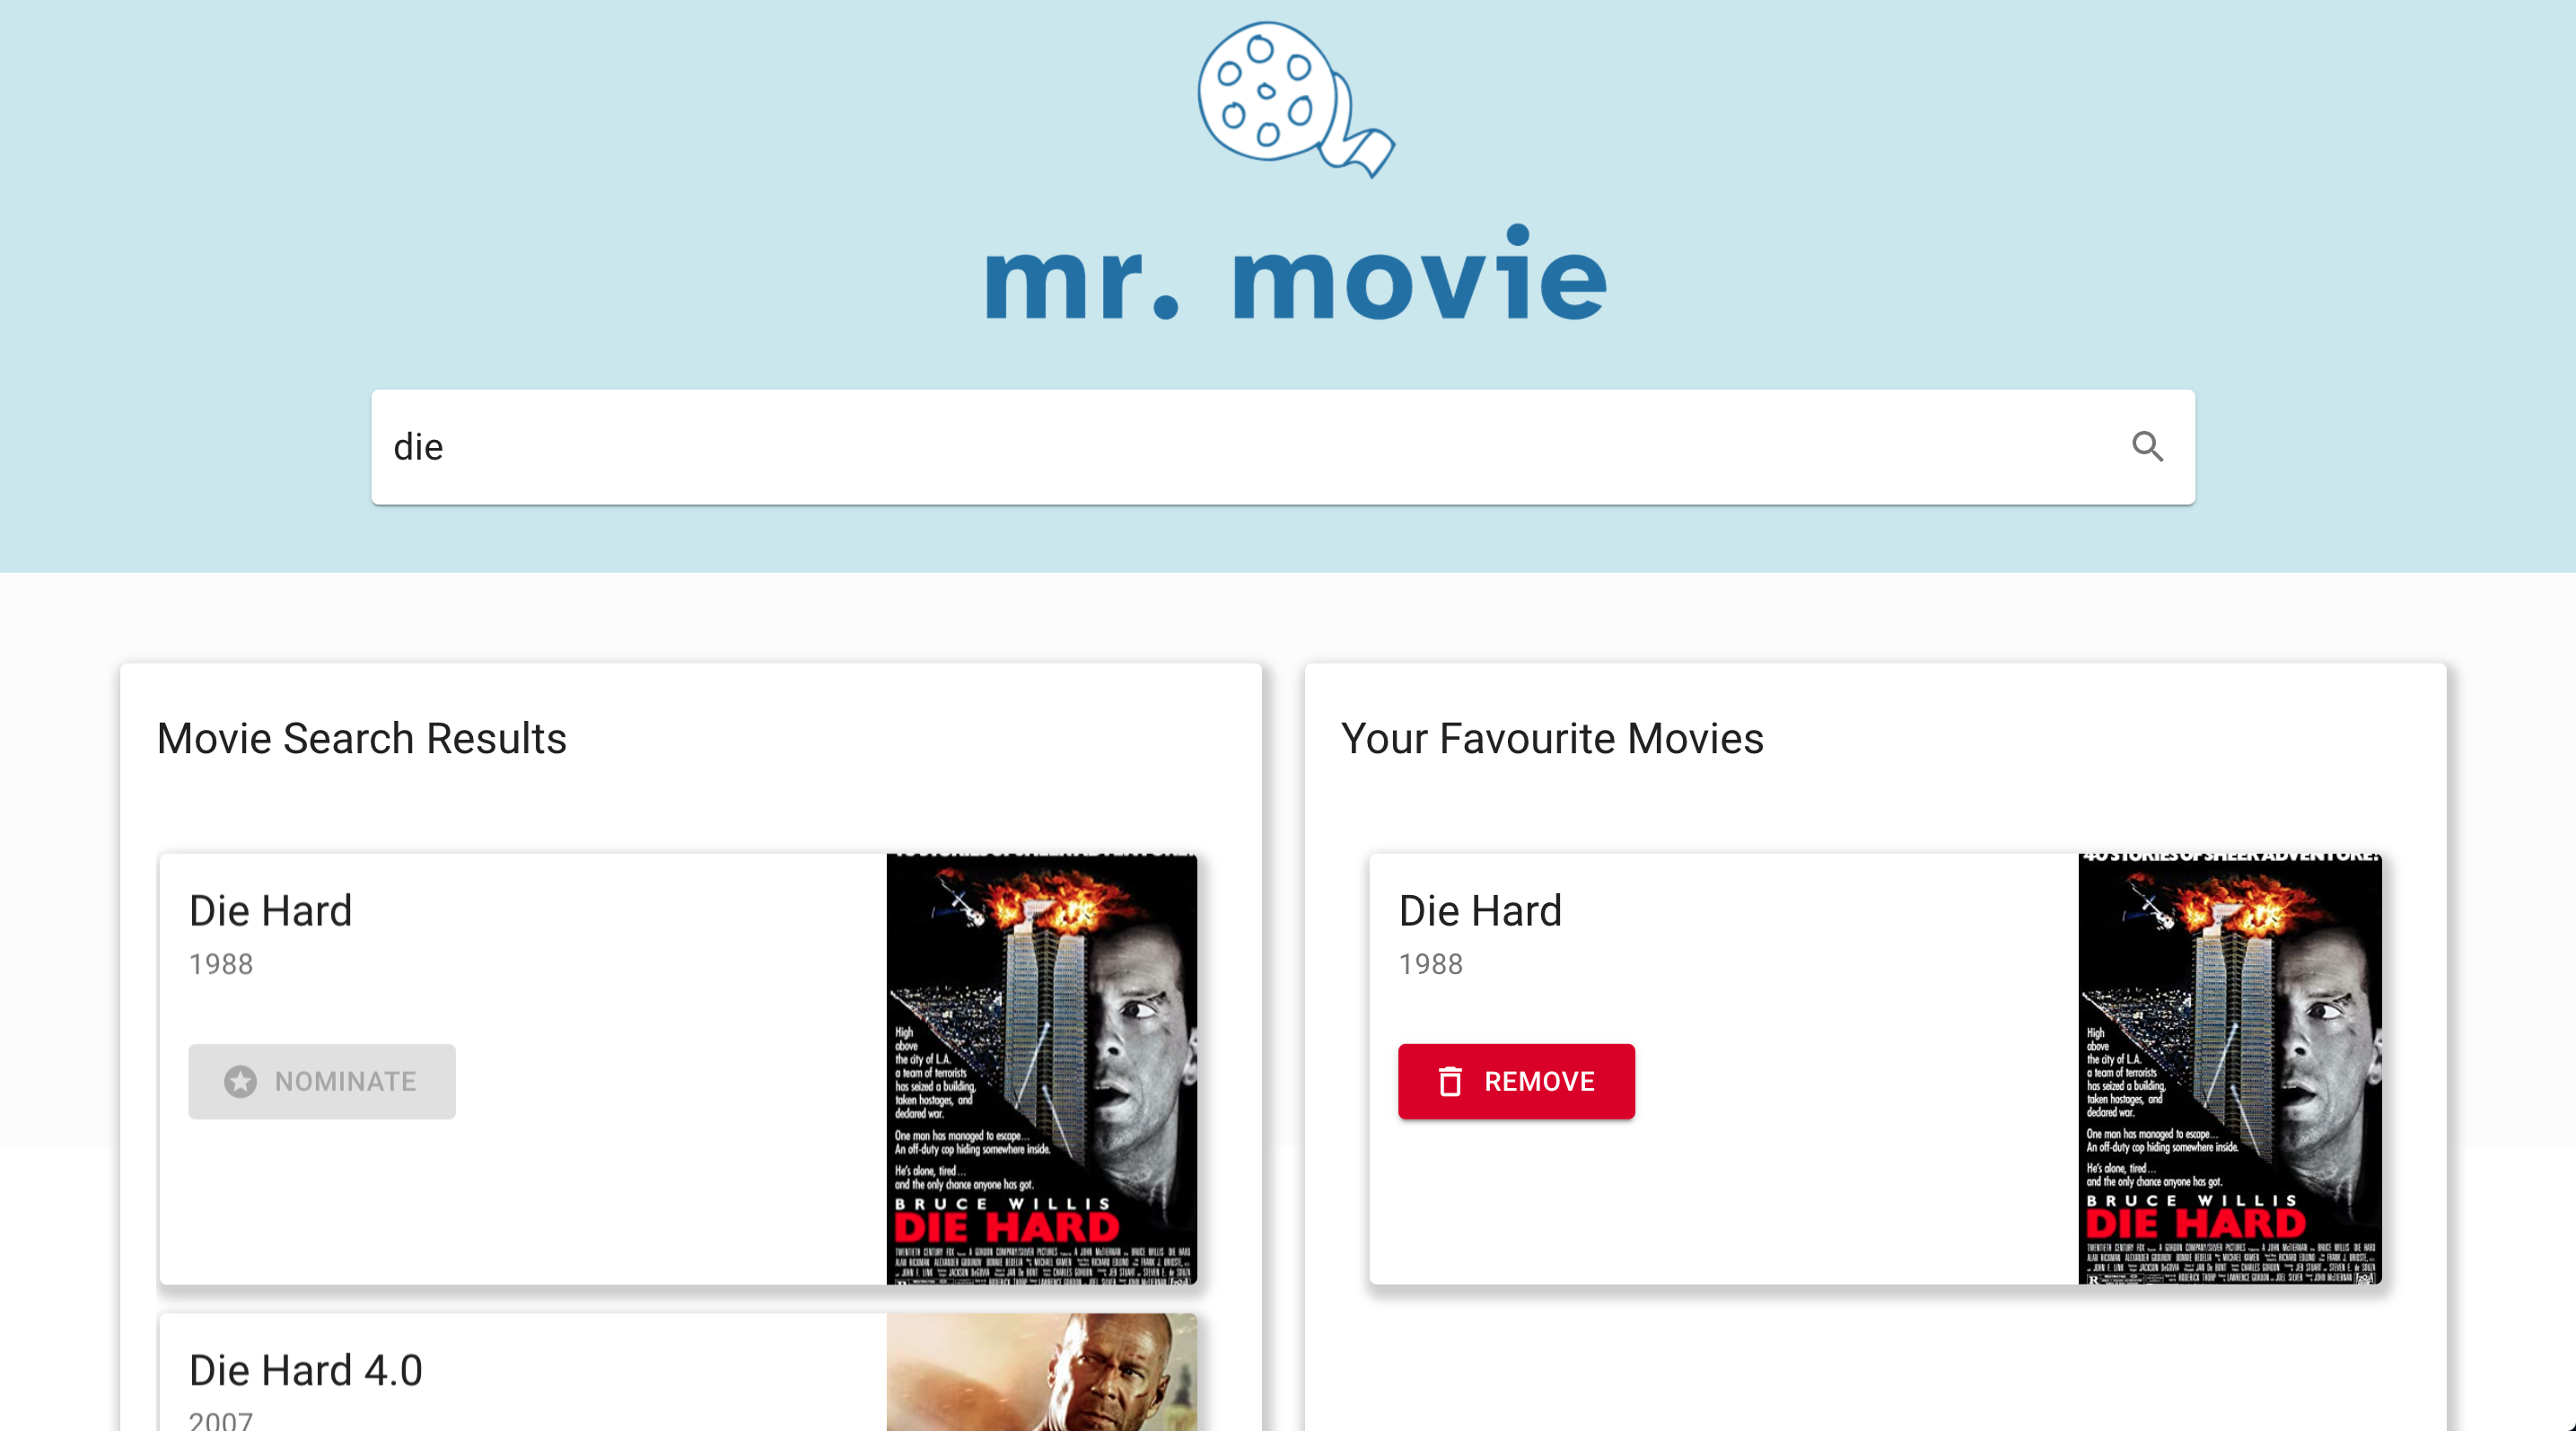 mr. movie
die
Movie Search Results
Die Hard
1988
NOMINATE
High
above
the city of L.A.
a team of terrorists
has seized a building,
taken hostages, and
declared war.
One man has managed to escape...
An off-duty cop hiding somewhere inside.
He's alone, tired...
and the only chance anyone has got.
BRUCE WILLIS
DIE HARD
Die Hard 4.0
2007
Your Favourite Movies
Die Hard
1988
REMOVE
40 STORIES OF SHEER ADVENTURE!
High
above
the city of L.A.
a team of terrorists
has seized a building,
taken hostages, and
declared war.
One man has managed to escape...
An off-duty cop hiding somewhere inside.
He's alone, tired...
and the only chance anyone has got.
BRUCE WILLIS
DIE HARD